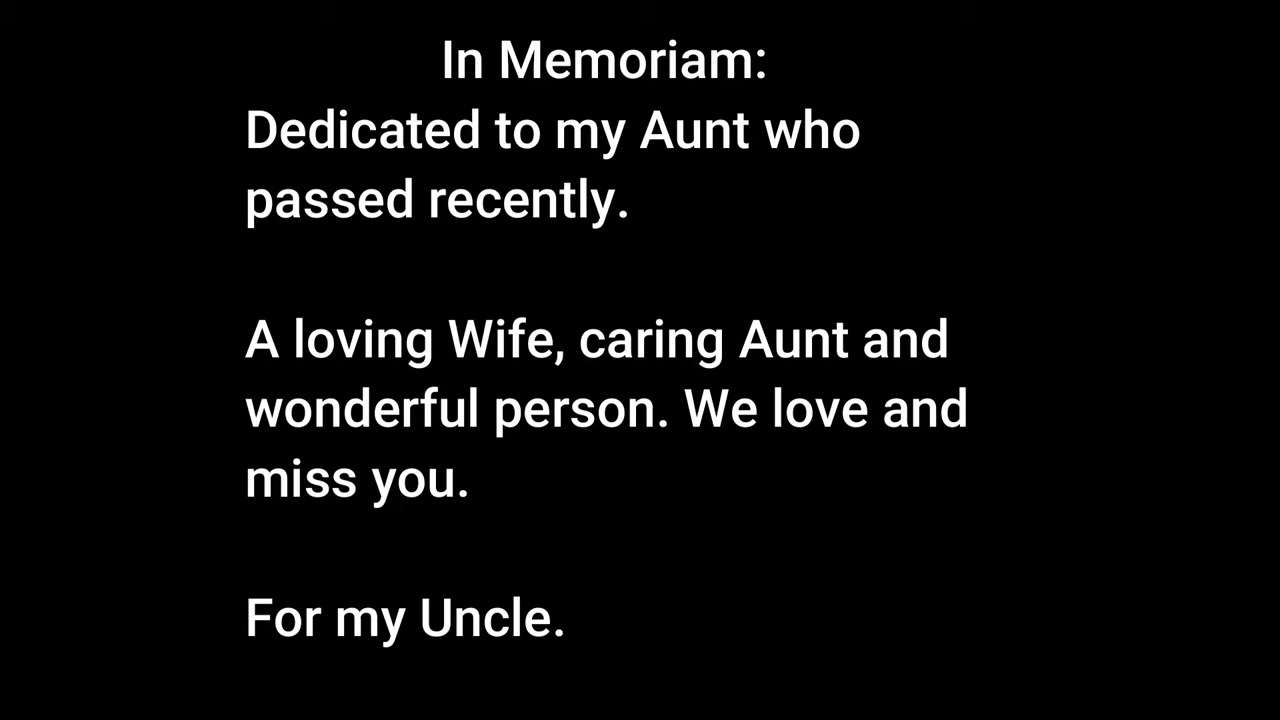 In Memoriam:
Dedicated to my Aunt who
passed recently.
A loving Wife, caring Aunt and
wonderful person. We love and
miss you.
For my Uncle.